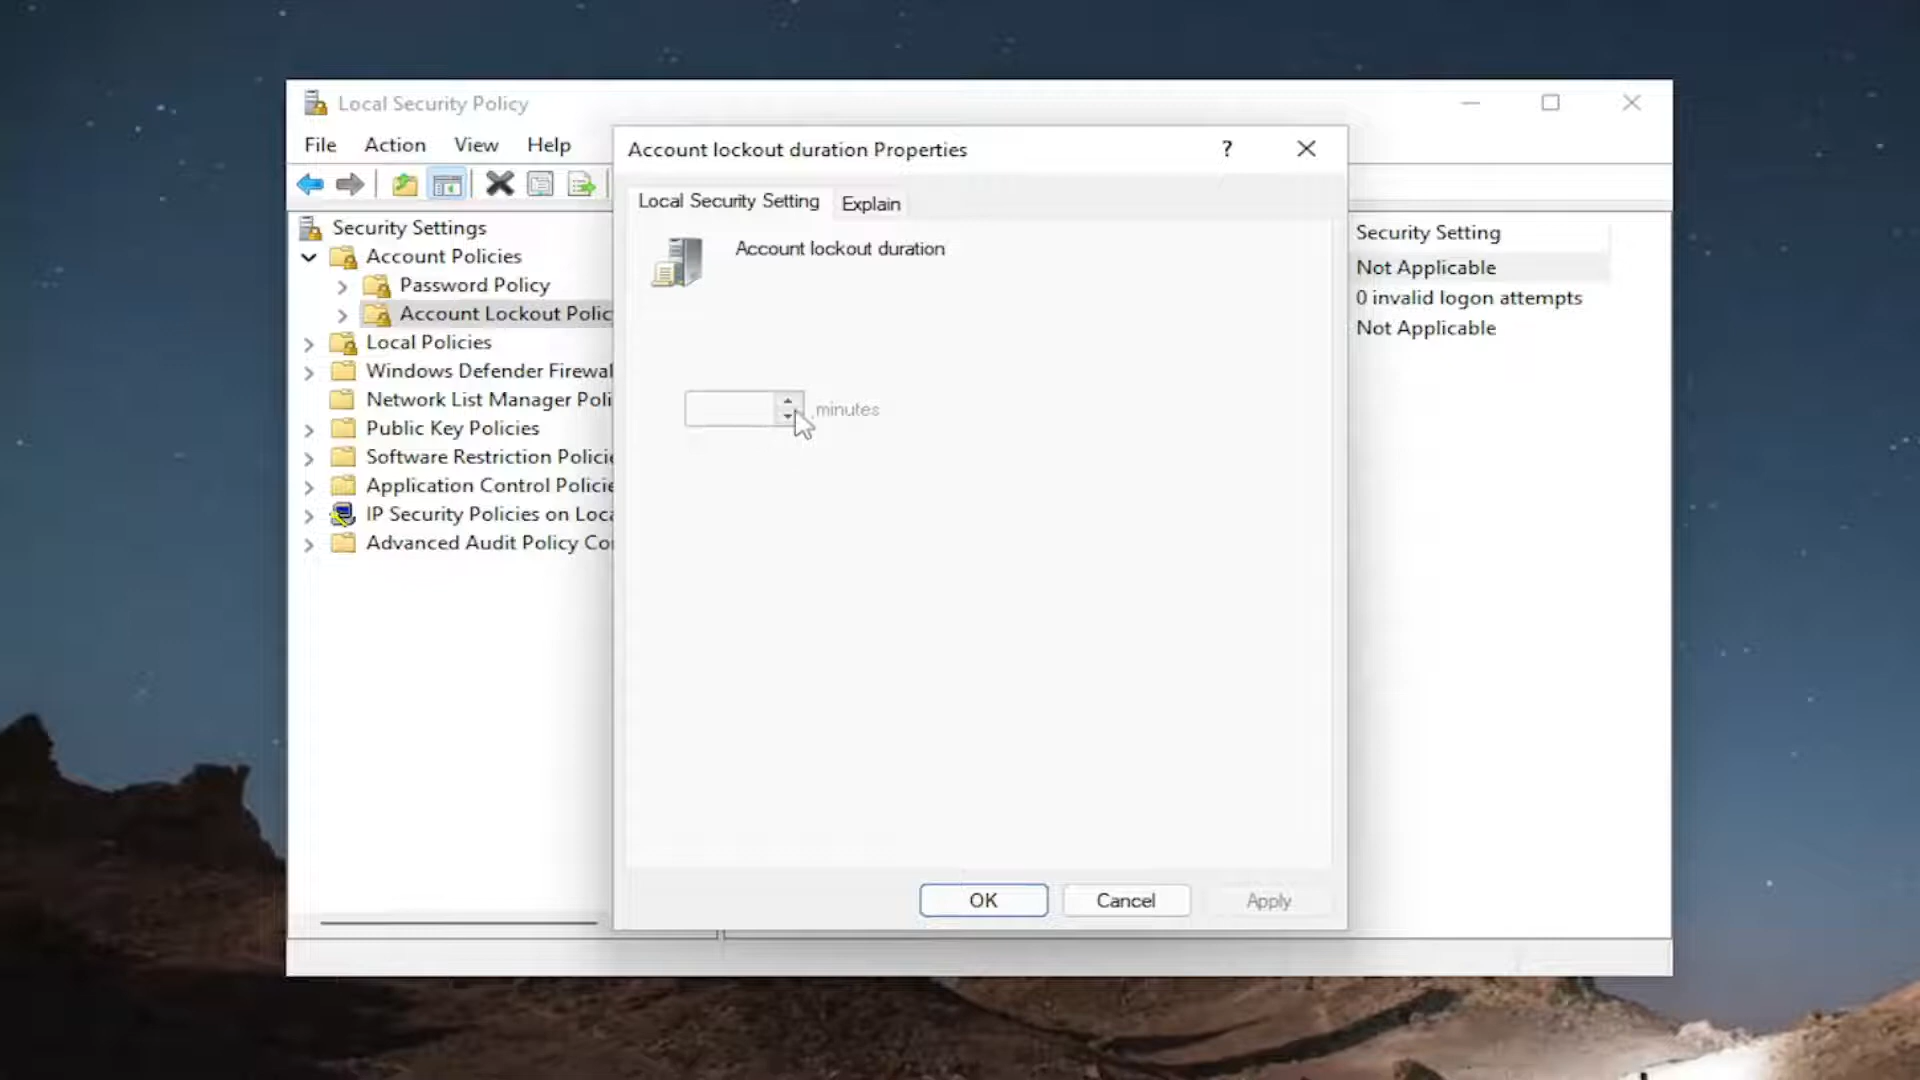 Local Security Policy
File Action View Help
Account lockout duration Properties ?
Local Security Setting Explain
Account lockout duration
minutes
OK Cancel Apply
Security Settings
Account Policies
Password Policy
Account Lockout Polic
Local Policies
Windows Defender Firewal
Network List Manager Poli
Public Key Policies
Software Restriction Policie
Application Control Policie
IP Security Policies on Loca
Advanced Audit Policy Co
Security Setting
Not Applicable
0 invalid logon attempts
Not Applicable